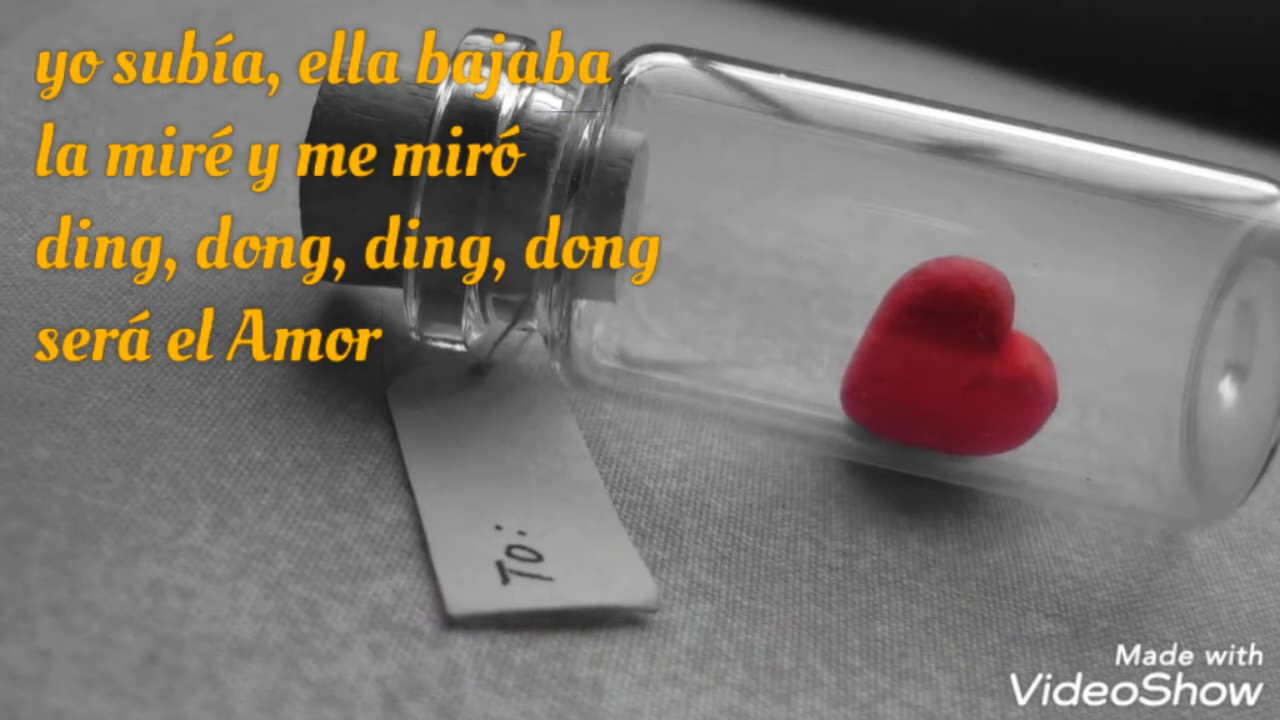 yo subía, ella bajaba
la miré y me miró
ding, dong, ding, dong
será el Amor
To:
Made with
VideoShow